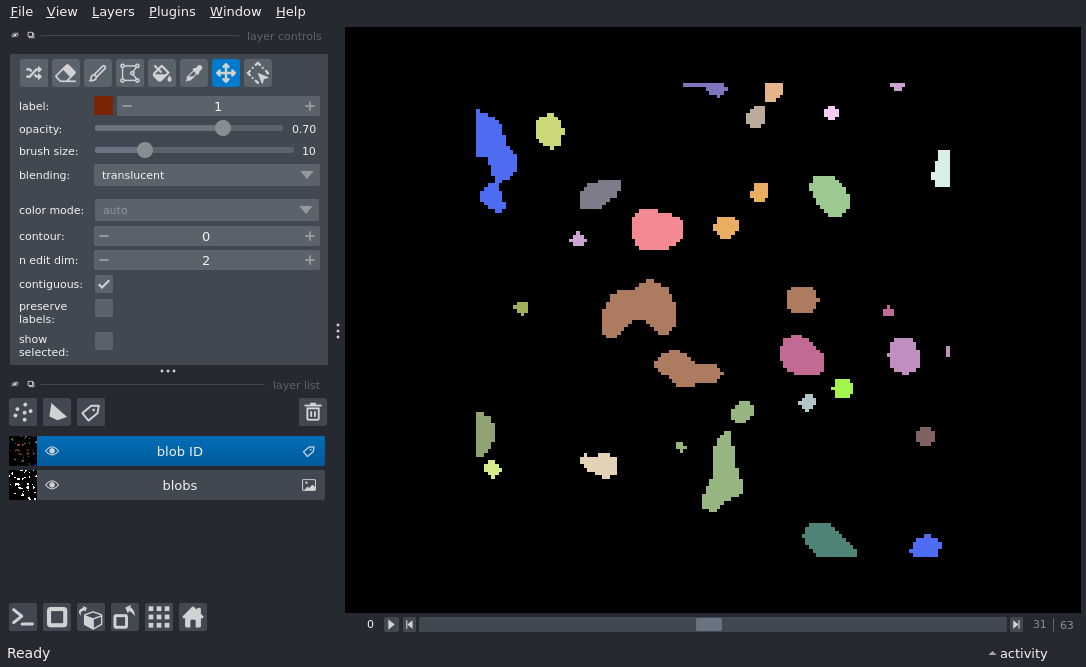 File View Layers Plugins Window Help
layer controls
label: 1
opacity: 0.70
brush size: 10
blending: translucent
color mode: auto
contour: 0
n edit dim: 2
contiguous:
preserve
labels:
show
selected:
layer list
blob ID
blobs
0 31 63
Ready activity